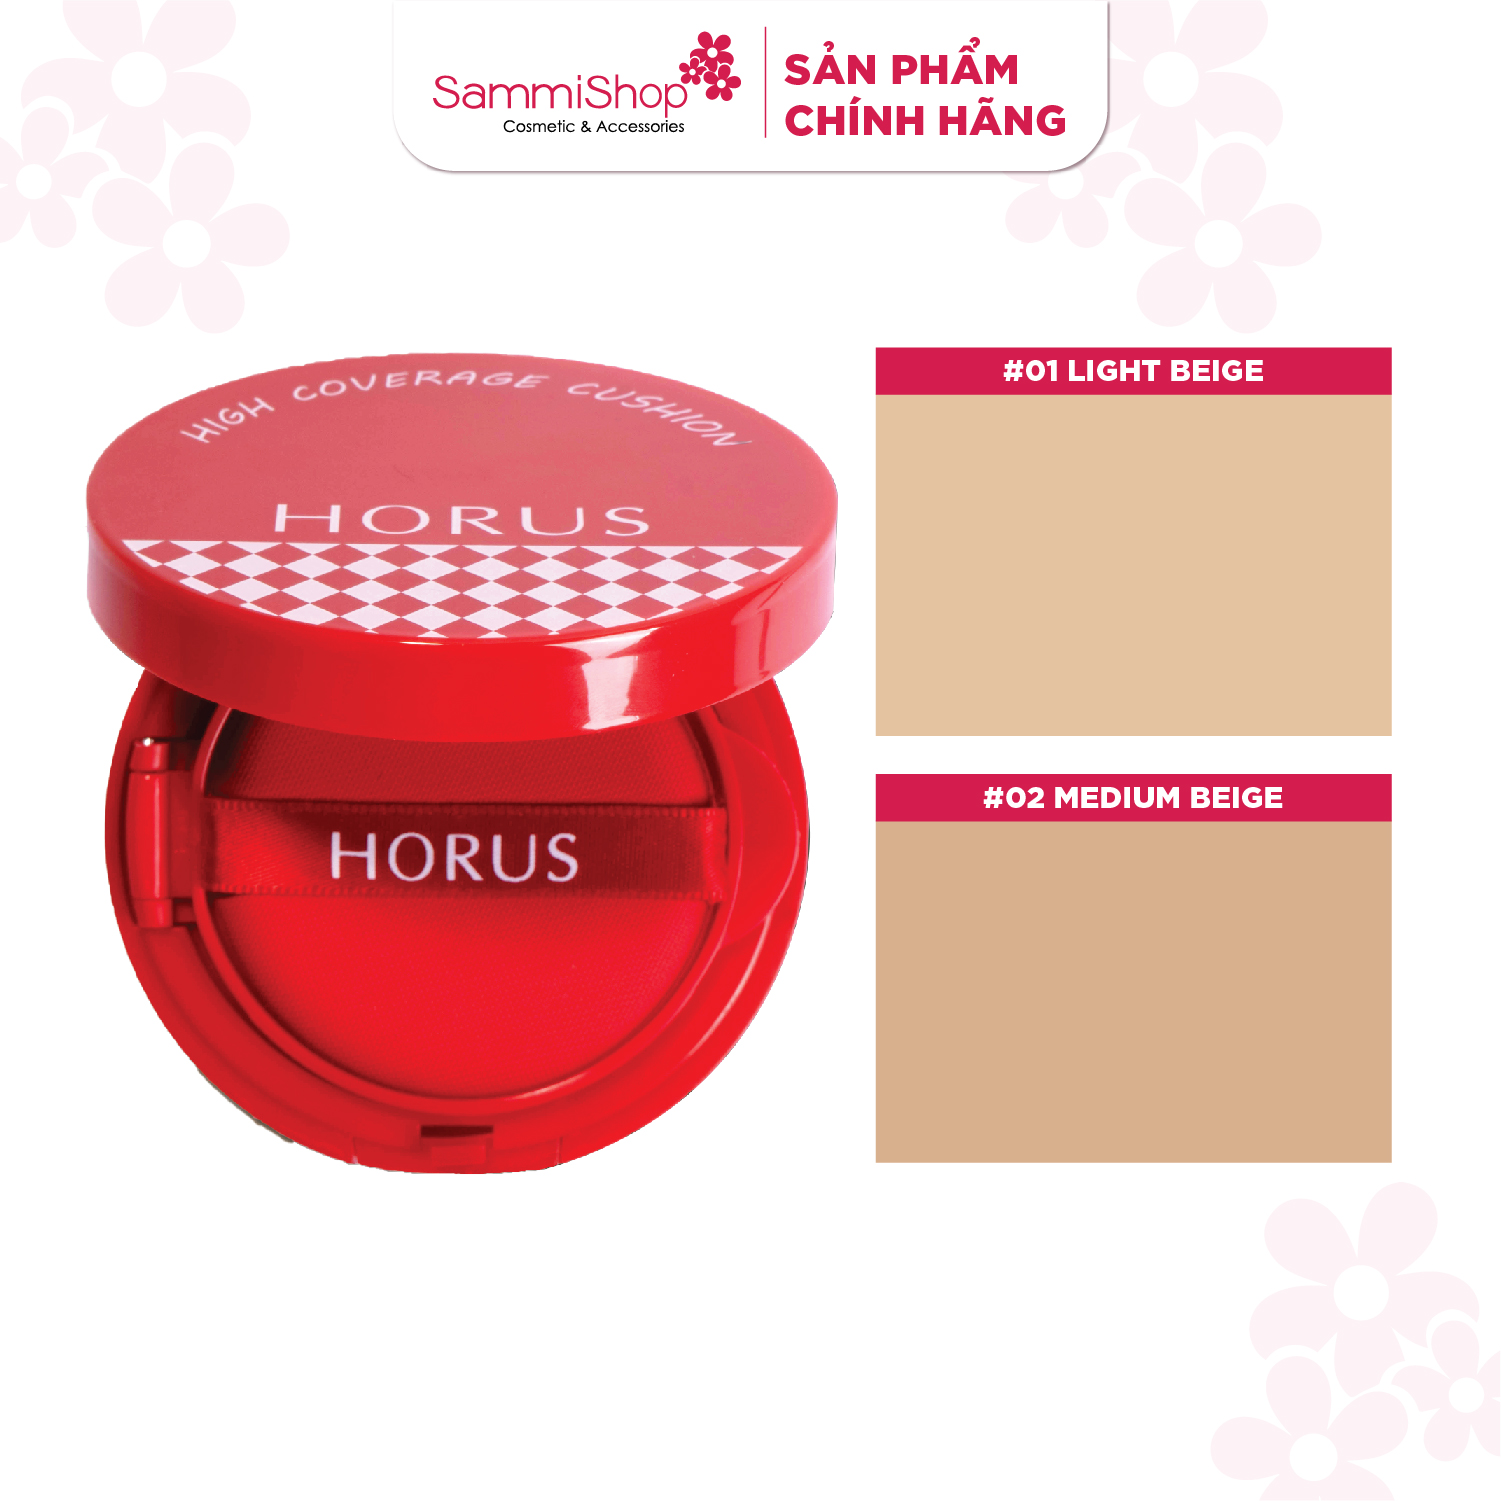 SammiShop
Cosmetic & Accessories
SẢN PHẨM
CHÍNH HÃNG
HIGH COVERAGE CUSHION
HORUS
HORUS
#01 LIGHT BEIGE
#02 MEDIUM BEIGE